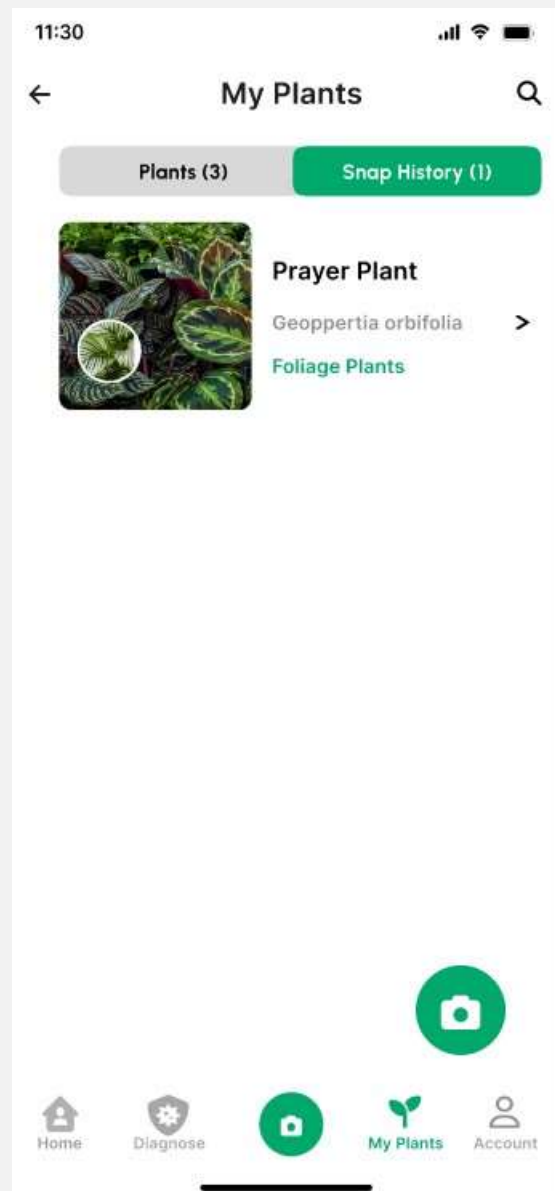 11:30
My Plants
Plants (3)
Snap History (1)
Prayer Plant
Geoppertia orbifolia
Foliage Plants
Home
Diagnose
My Plants
Account